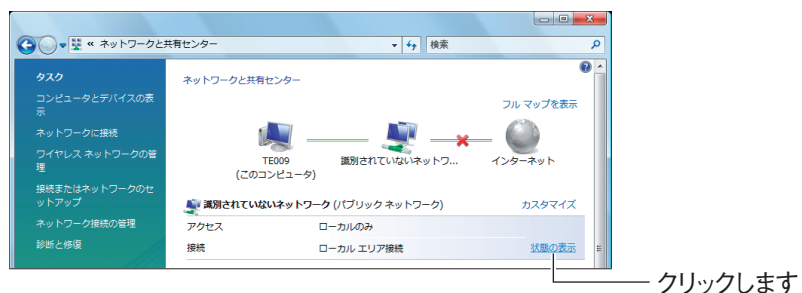 « ネットワークと共有センター
検索
タスク
コンピュータとデバイスの表
示
ネットワークに接続
ワイヤレス ネットワークの管
理
接続またはネットワークのセ
ットアップ
ネットワーク接続の管理
診断と修復
ネットワークと共有センター
フル マップを表示
TE009
(このコンピュータ)
識別されていないネットワ...
インターネット
識別されていないネットワーク (パブリック ネットワーク)
カスタマイズ
アクセス
ローカルのみ
接続
ローカル エリア接続
状態の表示
クリックします